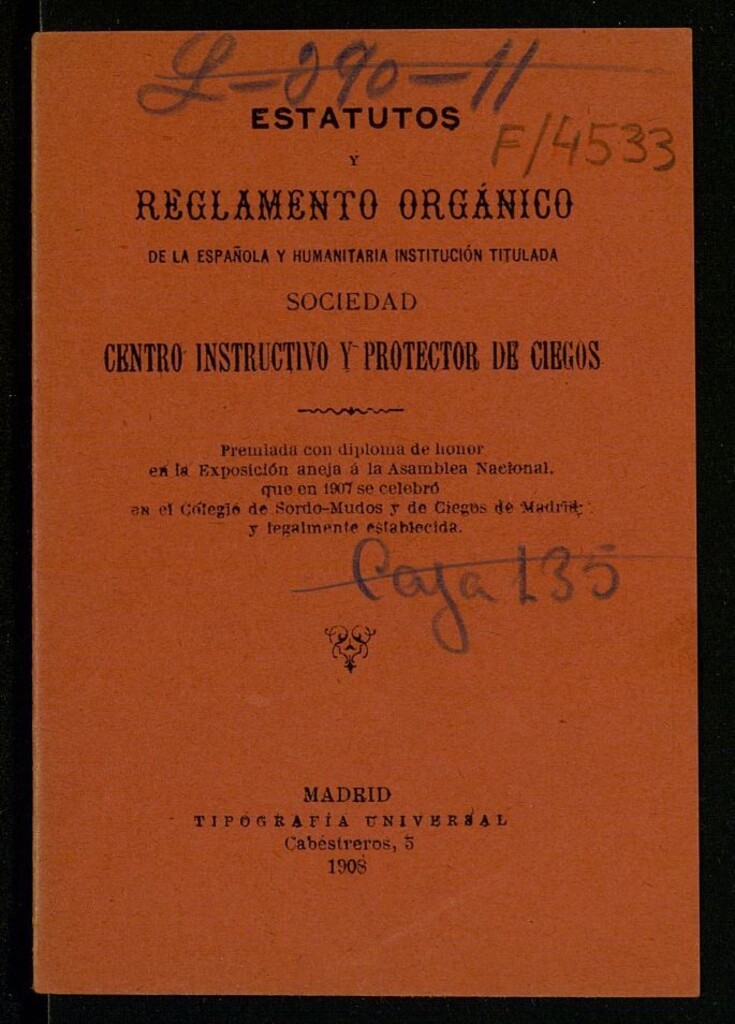 L-290-11
ESTATUTOS
F/4533
Y
REGLAMENTO ORGÁNICO
DE LA ESPAÑOLA Y HUMANITARIA INSTITUCIÓN TITULADA
SOCIEDAD
CENTRO INSTRUCTIVO Y PROTECTOR DE CIEGOS
Premiada con diploma de honor
en la Exposición aneja á la Asamblea Nacional,
que en 1907 se celebró
en el Colegio de Sordo-Mudos y de Ciegos de Madrid;
y legalmente establecida.
Caja 135
MADRID
TIPOGRAFÍA UNIVERSAL
Cabestreros, 5
1908